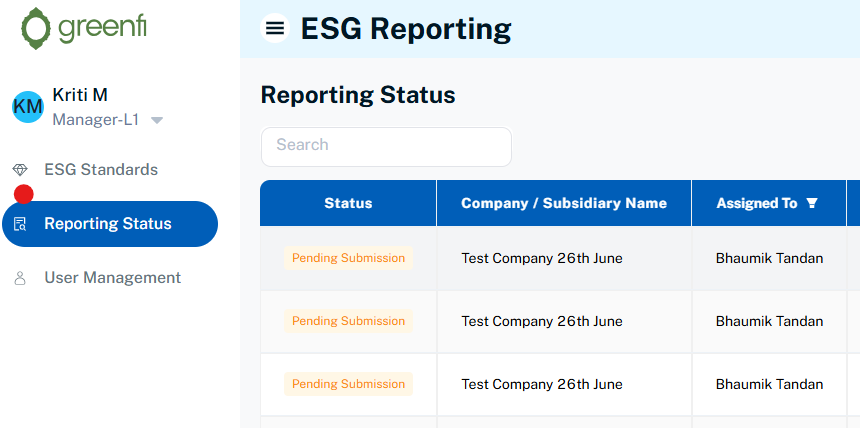 greenfi
ESG Reporting
KM
Kriti M
Manager-L1
ESG Standards
Reporting Status
User Management
Reporting Status
Search
Status Company / Subsidiary Name Assigned To
Pending Submission Test Company 26th June Bhaumik Tandan
Pending Submission Test Company 26th June Bhaumik Tandan
Pending Submission Test Company 26th June Bhaumik Tandan